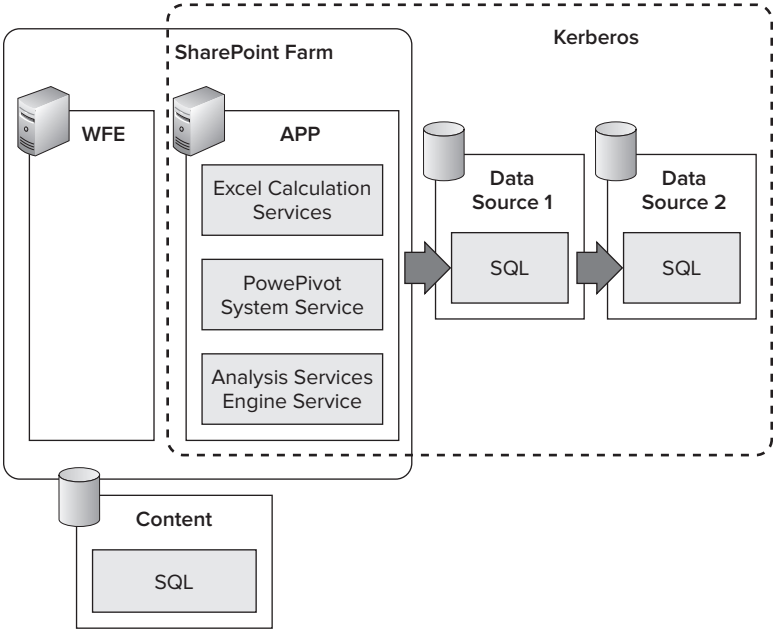 SharePoint Farm
Kerberos
WFE
APP
Excel Calculation
Services
PowePivot
System Service
Analysis Services
Engine Service
Data
Source 1
SQL
Data
Source 2
SQL
Content
SQL